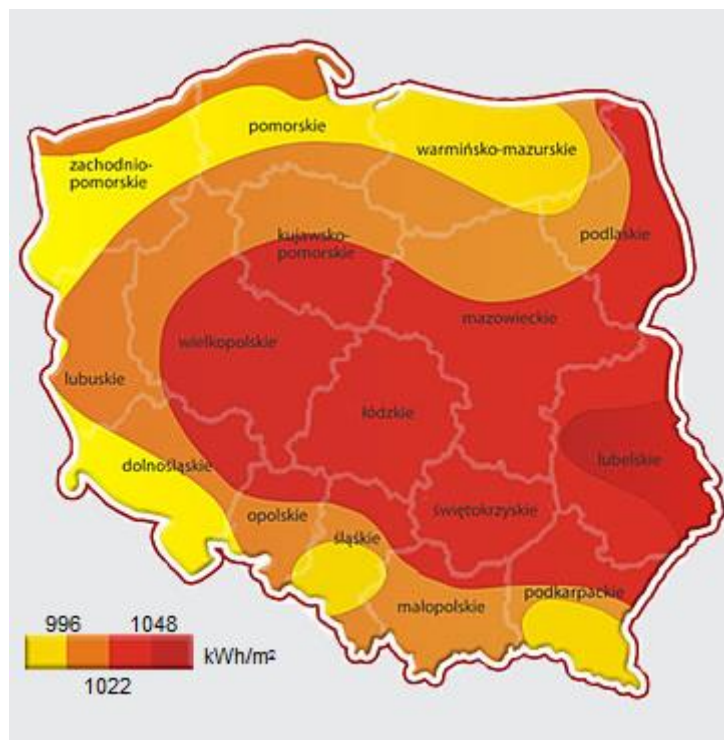 pomorskie
warmińsko-mazurskie
zachodnio-
pomorskie
kujawsko-
pomorskie
podlaskie
mazowieckie
wielkopolskie
lubuskie
łódzkie
dolnośląskie
lubelskie
opolskie
świętokrzyskie
śląśkie
małopolskie
podkarpackie
996 1048
kWh/m²
1022